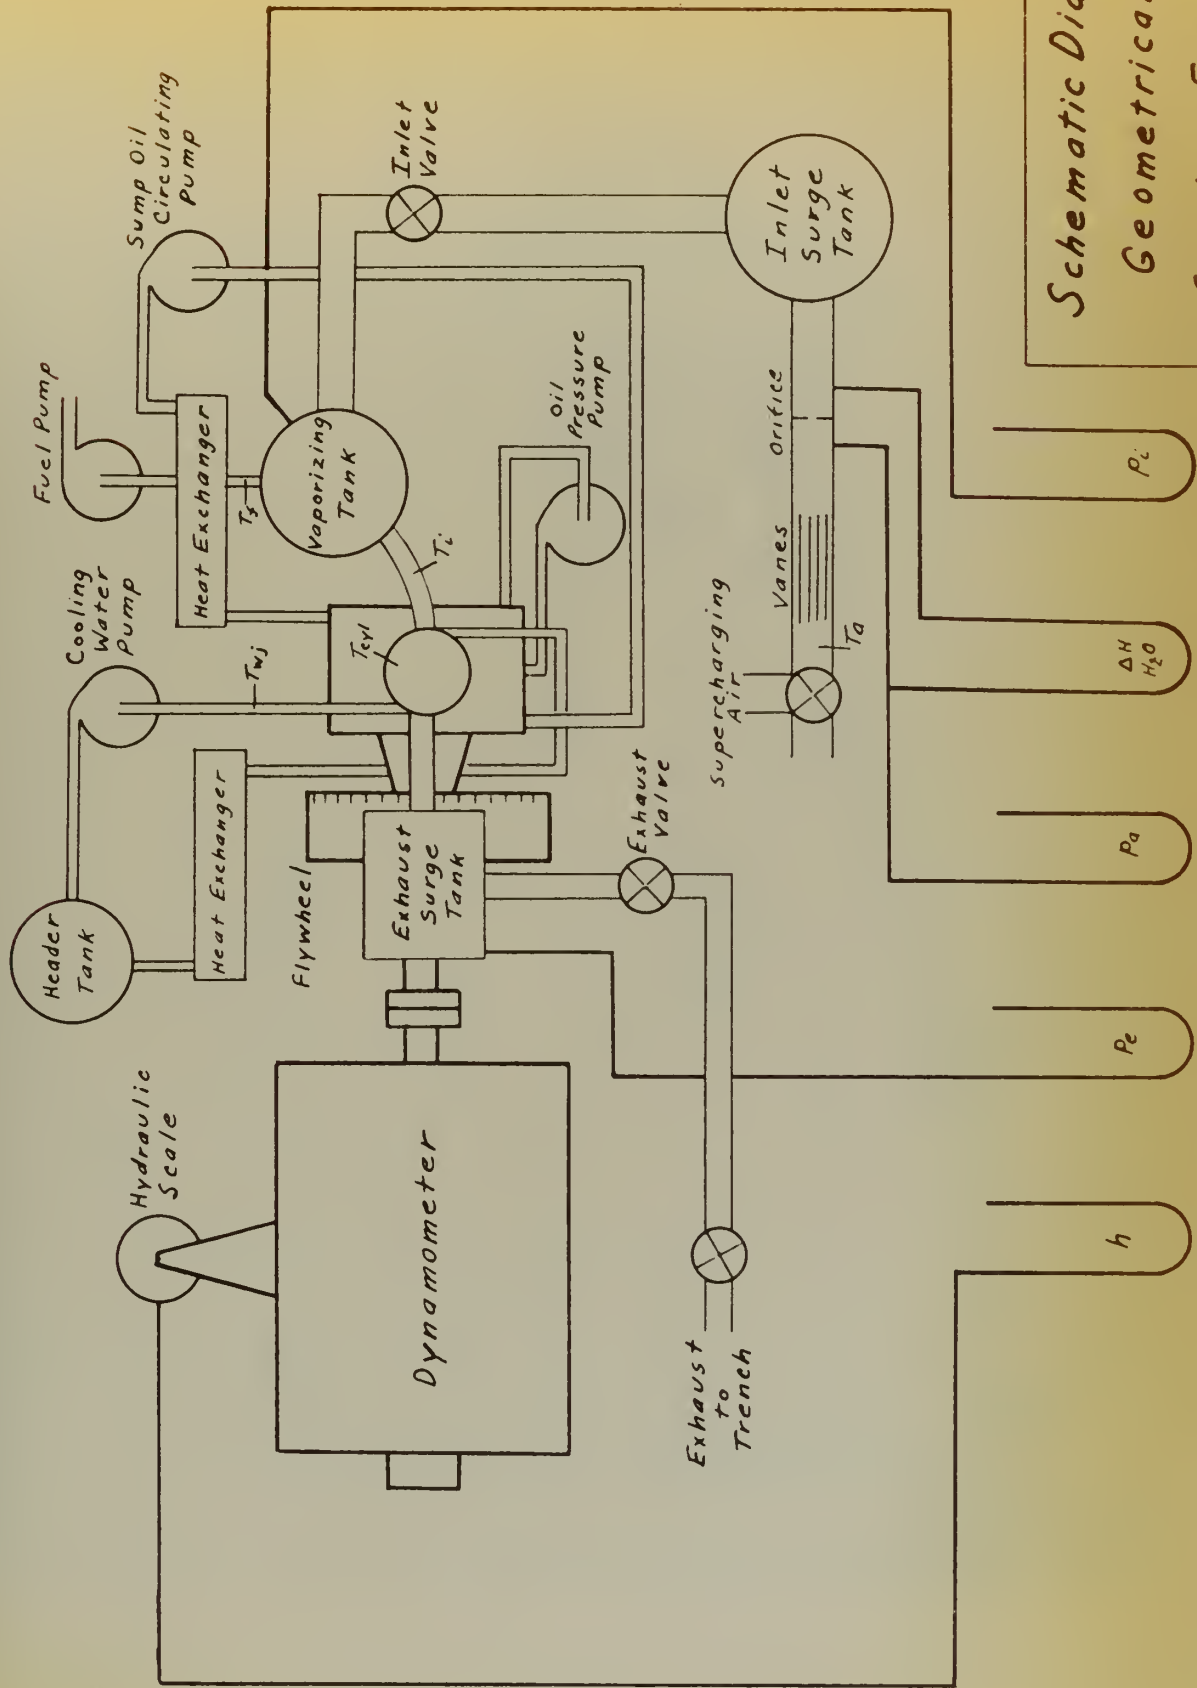 Hydraulic
Scale
Header
Tank
Cooling
Water
Pump
Fuel Pump
Sump Oil
Circulating
Pump
Heat Exchanger
Heat Exchanger
Twj
Tf
Flywheel
Dynamometer
Exhaust
Surge
Tank
Tcyl
Ti
Vaporizing
Tank
Inlet
Valve
Oil
Pressure
Pump
Exhaust
Valve
Exhaust
to
Trench
Supercharging
Air
Vanes
Orifice
Ta
Inlet
Surge
Tank
h
Pe
Pa
ΔH
H2O
Pi
Schematic Dia
Geometrical